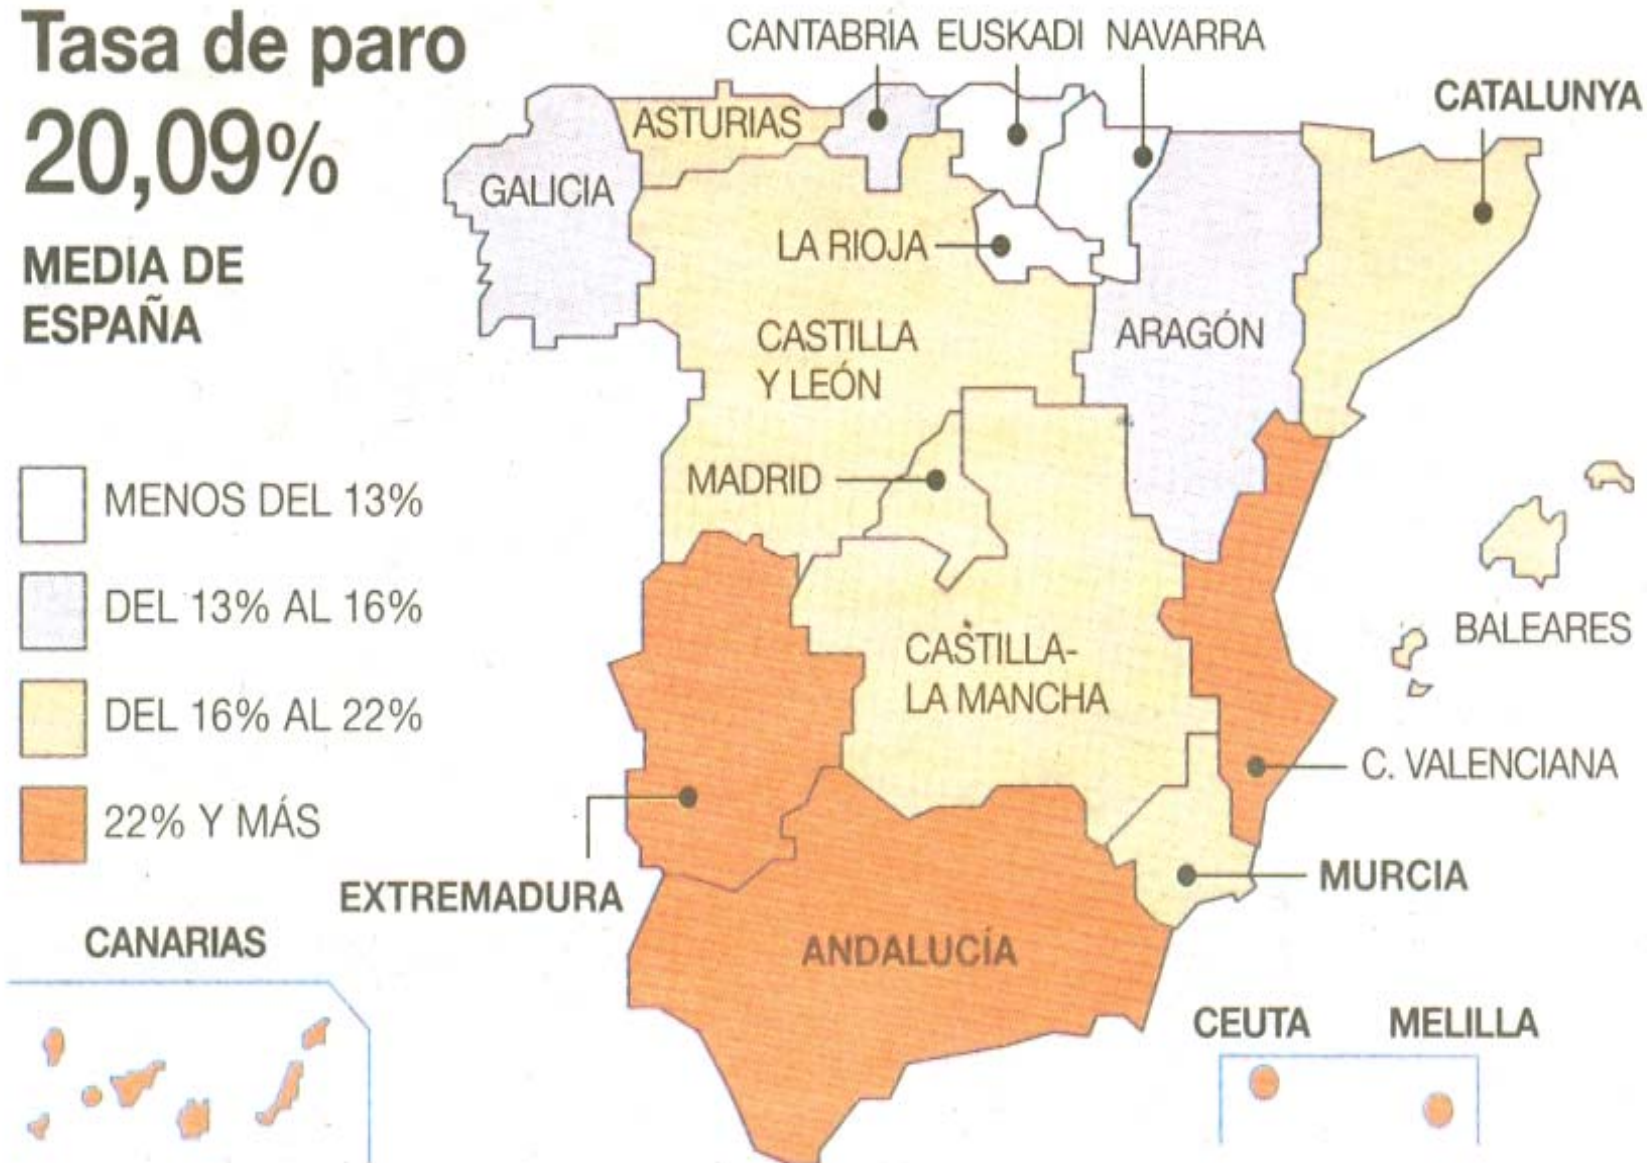 Tasa de paro
20,09%
MEDIA DE
ESPAÑA
MENOS DEL 13%
DEL 13% AL 16%
DEL 16% AL 22%
22% Y MÁS
CANTABRIA EUSKADI NAVARRA
CATALUNYA
ASTURIAS
GALICIA
LA RIOJA
CASTILLA
Y LEÓN
ARAGÓN
MADRID
CASTILLA-
LA MANCHA
BALEARES
C. VALENCIANA
EXTREMADURA
MURCIA
ANDALUCÍA
CANARIAS
CEUTA MELILLA